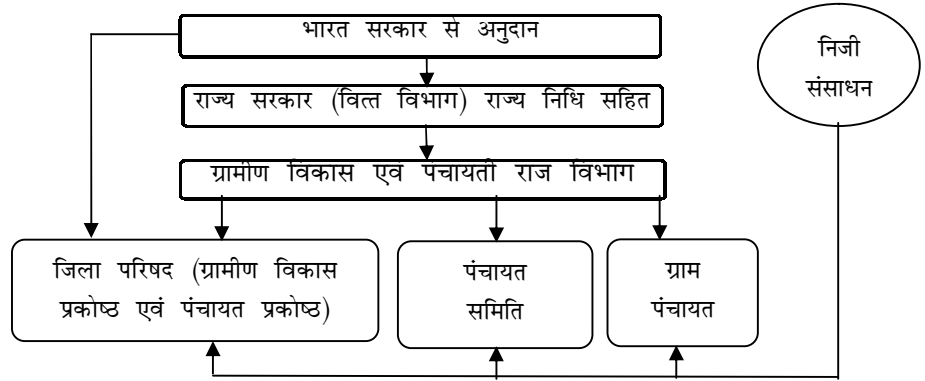 भारत सरकार से अनुदान
निजी
संसाधन
राज्य सरकार (वित्त विभाग) राज्य निधि सहित
ग्रामीण विकास एवं पंचायती राज विभाग
जिला परिषद (ग्रामीण विकास
प्रकोष्ठ एवं पंचायत प्रकोष्ठ)
पंचायत
समिति
ग्राम
पंचायत